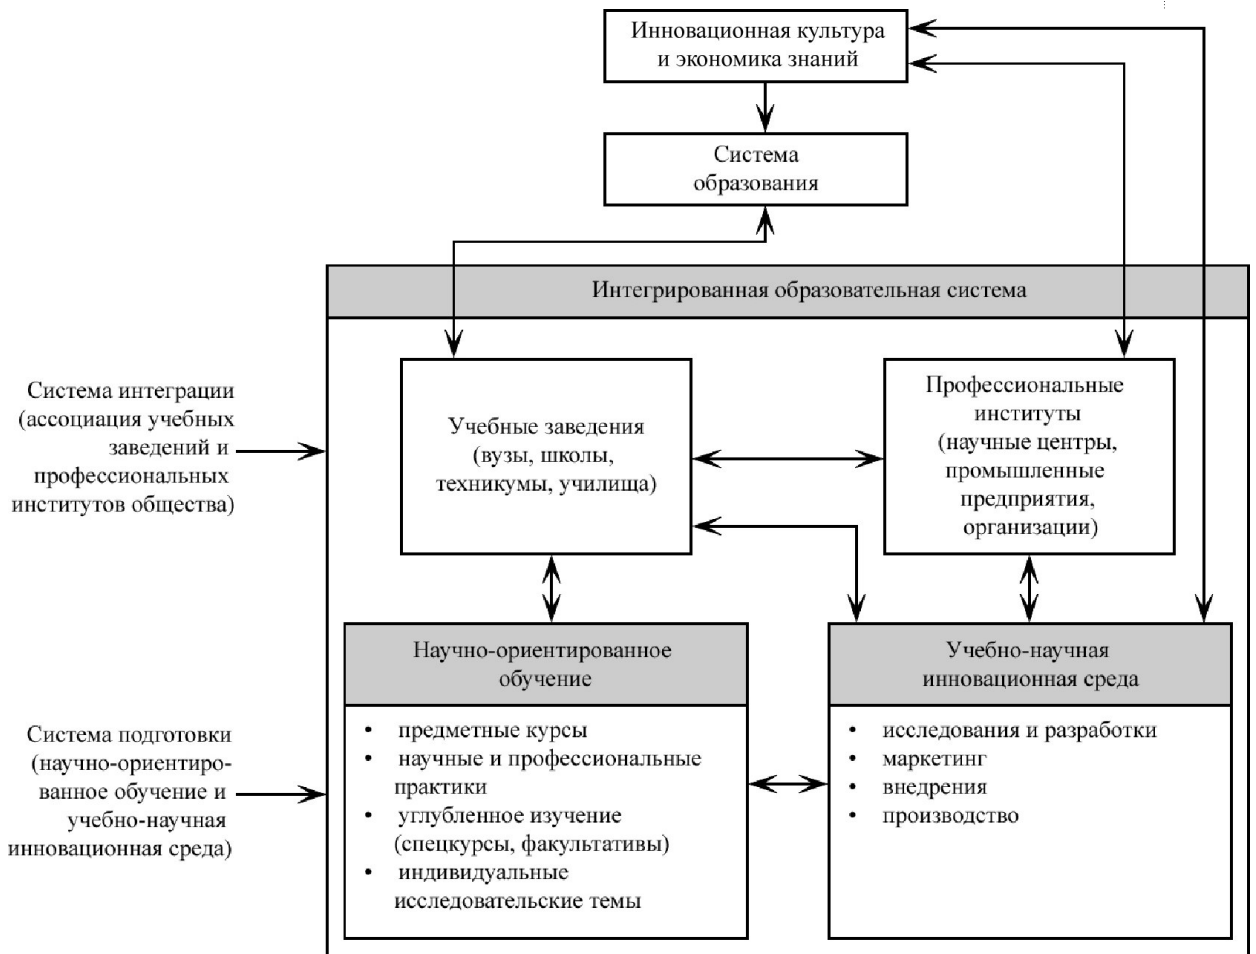 Инновационная культура
и экономика знаний
Система
образования
Интегрированная образовательная система
Система интеграции
(ассоциация учебных
заведений и
профессиональных
институтов общества)
Учебные заведения
(вузы, школы,
техникумы, училища)
Профессиональные
институты
(научные центры,
промышленные
предприятия,
организации)
Система подготовки
(научно-ориентиро-
ванное обучение и
учебно-научная
инновационная среда)
Научно-ориентированное
обучение
• предметные курсы
• научные и профессиональные
практики
• углубленное изучение
(спецкурсы, факультативы)
• индивидуальные
исследовательские темы
Учебно-научная
инновационная среда
• исследования и разработки
• маркетинг
• внедрения
• производство